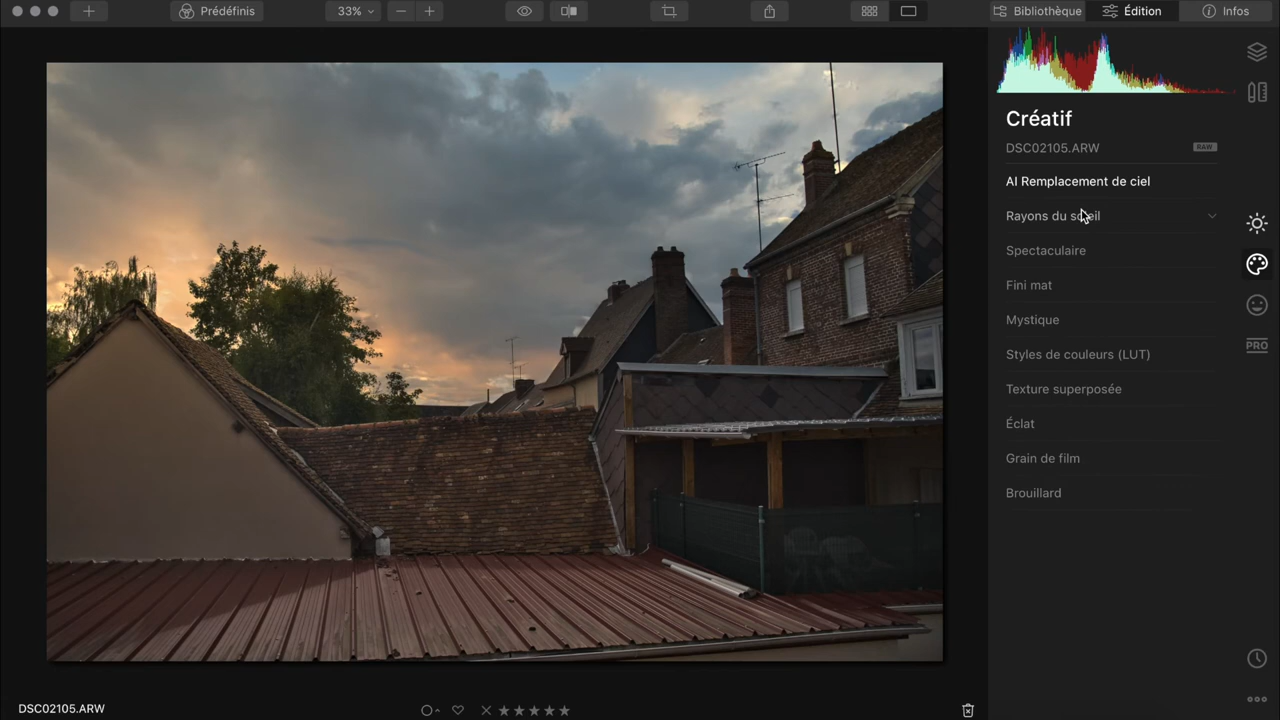 Prédéfinis
33%
Bibliothèque
Édition
Infos
Créatif
DSC02105.ARW
RAW
AI Remplacement de ciel
Rayons du soleil
Spectaculaire
Fini mat
Mystique
Styles de couleurs (LUT)
Texture superposée
Éclat
Grain de film
Brouillard
PRO
DSC02105.ARW